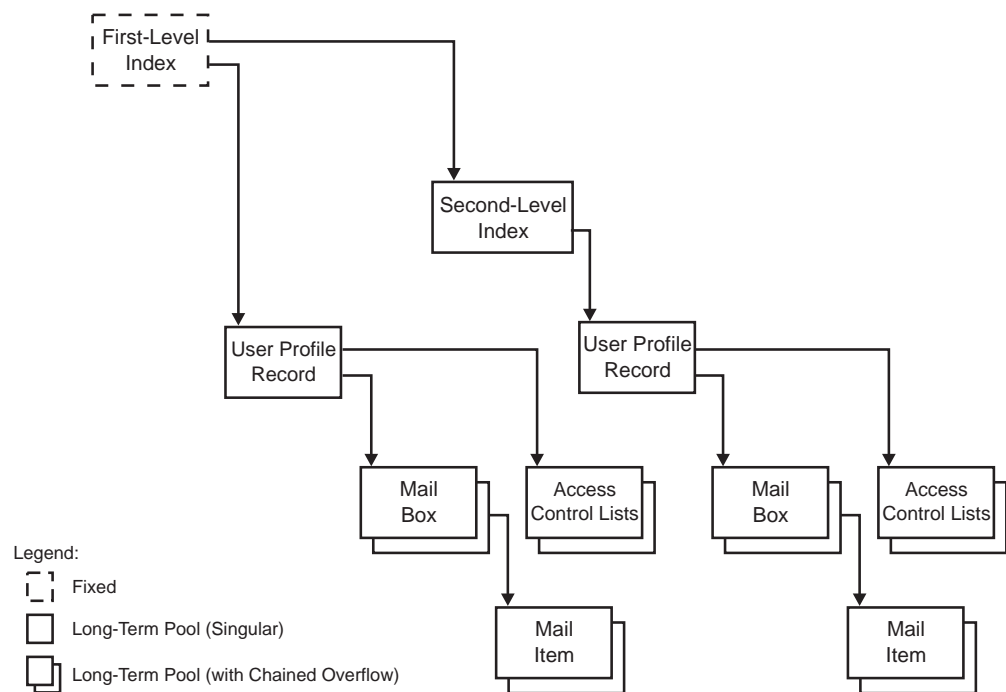 First-Level
Index
Second-Level
Index
User Profile
Record
User Profile
Record
Mail
Box
Access
Control Lists
Mail
Box
Access
Control Lists
Legend:
Fixed
Long-Term Pool (Singular)
Long-Term Pool (with Chained Overflow)
Mail
Item
Mail
Item